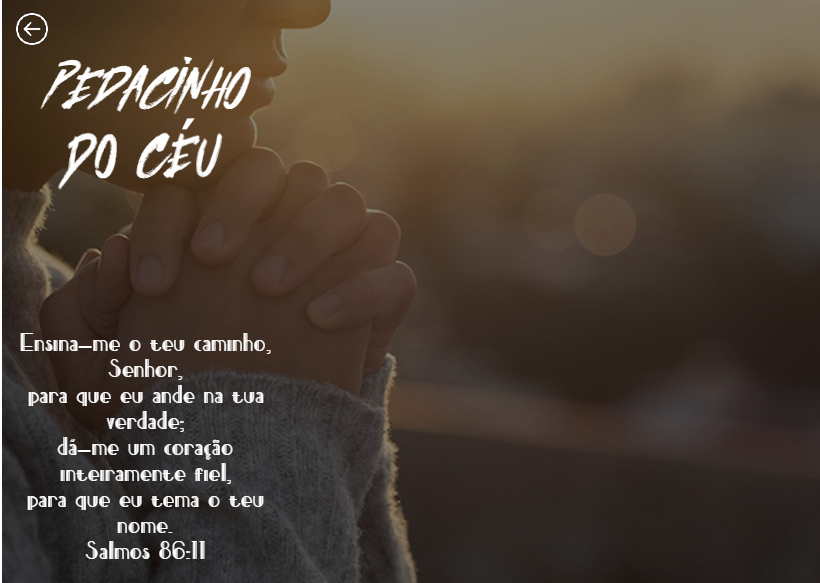 PEDACINHO
DO CÉU
Ensina-me o teu caminho,
Senhor,
para que eu ande na tua
verdade;
dá-me um coração
inteiramente fiel,
para que eu tema o teu
nome.
Salmos 86:11